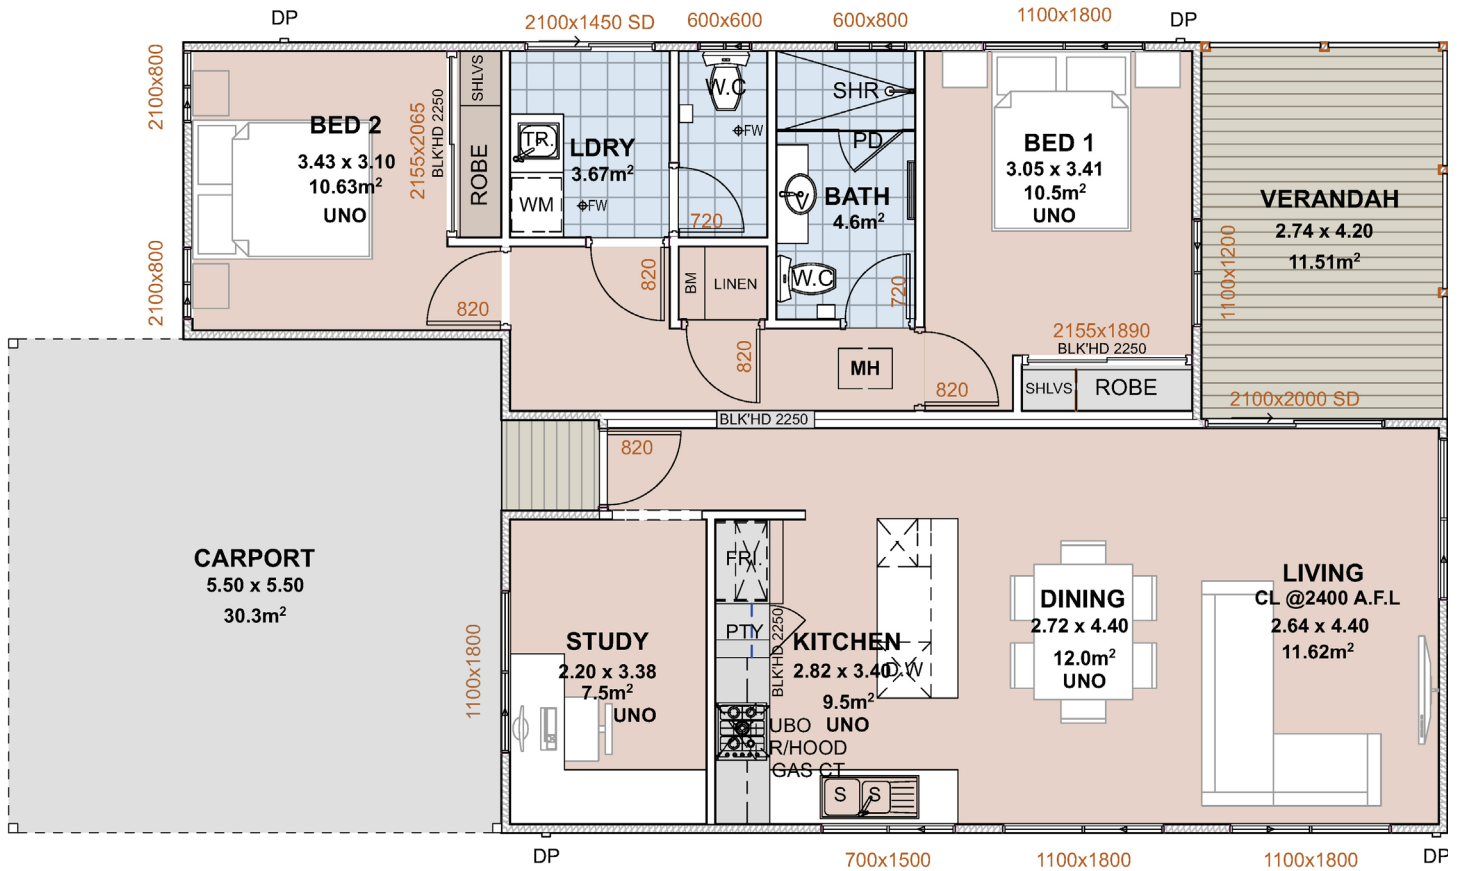 DP
2100x1450 SD
600x600
600x800
1100x1800
DP
2100x800
BED 2
3.43 x 3.10
10.63m²
UNO
2155x2065
BLK'HD 2250
SHLVS
ROBE
TR.
WM
LDRY
3.67m²
FW
W.C
FW
720
SHR
PD
V
BATH
4.6m²
W.C
720
BED 1
3.05 x 3.41
10.5m²
UNO
VERANDAH
2.74 x 4.20
11.51m²
1100x1200
2100x800
820
820
BM
LINEN
820
MH
820
2155x1890
BLK'HD 2250
SHLVS
ROBE
2100x2000 SD
BLK'HD 2250
820
CARPORT
5.50 x 5.50
30.3m²
1100x1800
STUDY
2.20 x 3.38
7.5m²
UNO
FRI.
PTY
BLK'HD 2250
KITCHEN
2.82 x 3.40
9.5m²
UNO
D.W
UBO
R/HOOD
GAS CT
S
S
DINING
2.72 x 4.40
12.0m²
UNO
LIVING
CL @2400 A.F.L
2.64 x 4.40
11.62m²
DP
700x1500
1100x1800
1100x1800
DP